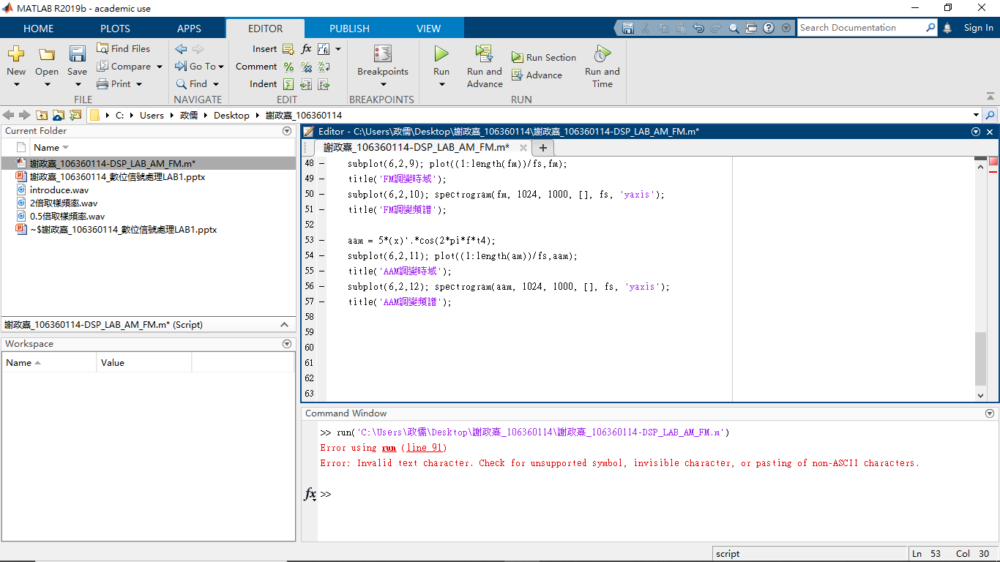 MATLAB R2019b - academic use
HOME PLOTS APPS EDITOR PUBLISH VIEW Search Documentation Sign In
New Open Save Find Files Compare Print Go To Find Insert fx Comment Indent Breakpoints Run Run and Advance Run Section Advance Run and Time
FILE NAVIGATE EDIT BREAKPOINTS RUN
C: Users 政儒 Desktop 謝政熹_106360114
Current Folder
Name
謝政熹_106360114-DSP_LAB_AM_FM.m*
謝政熹_106360114_數位信號處理LAB1.pptx
introduce.wav
2倍取樣頻率.wav
0.5倍取樣頻率.wav
~$謝政熹_106360114_數位信號處理LAB1.pptx
謝政熹_106360114-DSP_LAB_AM_FM.m* (Script)
Workspace
Name Value
Editor - C:\Users\政儒\Desktop\謝政熹_106360114\謝政熹_106360114-DSP_LAB_AM_FM.m*
謝政熹_106360114-DSP_LAB_AM_FM.m*
48 – subplot(6,2,9); plot((1:length(fm))/fs,fm);
49 – title('FM調變時域');
50 – subplot(6,2,10); spectrogram(fm, 1024, 1000, [], fs, 'yaxis');
51 – title('FM調變頻譜');
52
53 – aam = 5*(x)'.*cos(2*pi*f*t4);
54 – subplot(6,2,11); plot((1:length(am))/fs,aam);
55 – title('AAM調變時域');
56 – subplot(6,2,12); spectrogram(aam, 1024, 1000, [], fs, 'yaxis');
57 – title('AAM調變頻譜');
58
59
60
61
62
63
Command Window
>> run('C:\Users\政儒\Desktop\謝政熹_106360114\謝政熹_106360114-DSP_LAB_AM_FM.m')
Error using run (line 91)
Error: Invalid text character. Check for unsupported symbol, invisible character, or pasting of non-ASCII characters.
fx >>
script Ln 53 Col 30